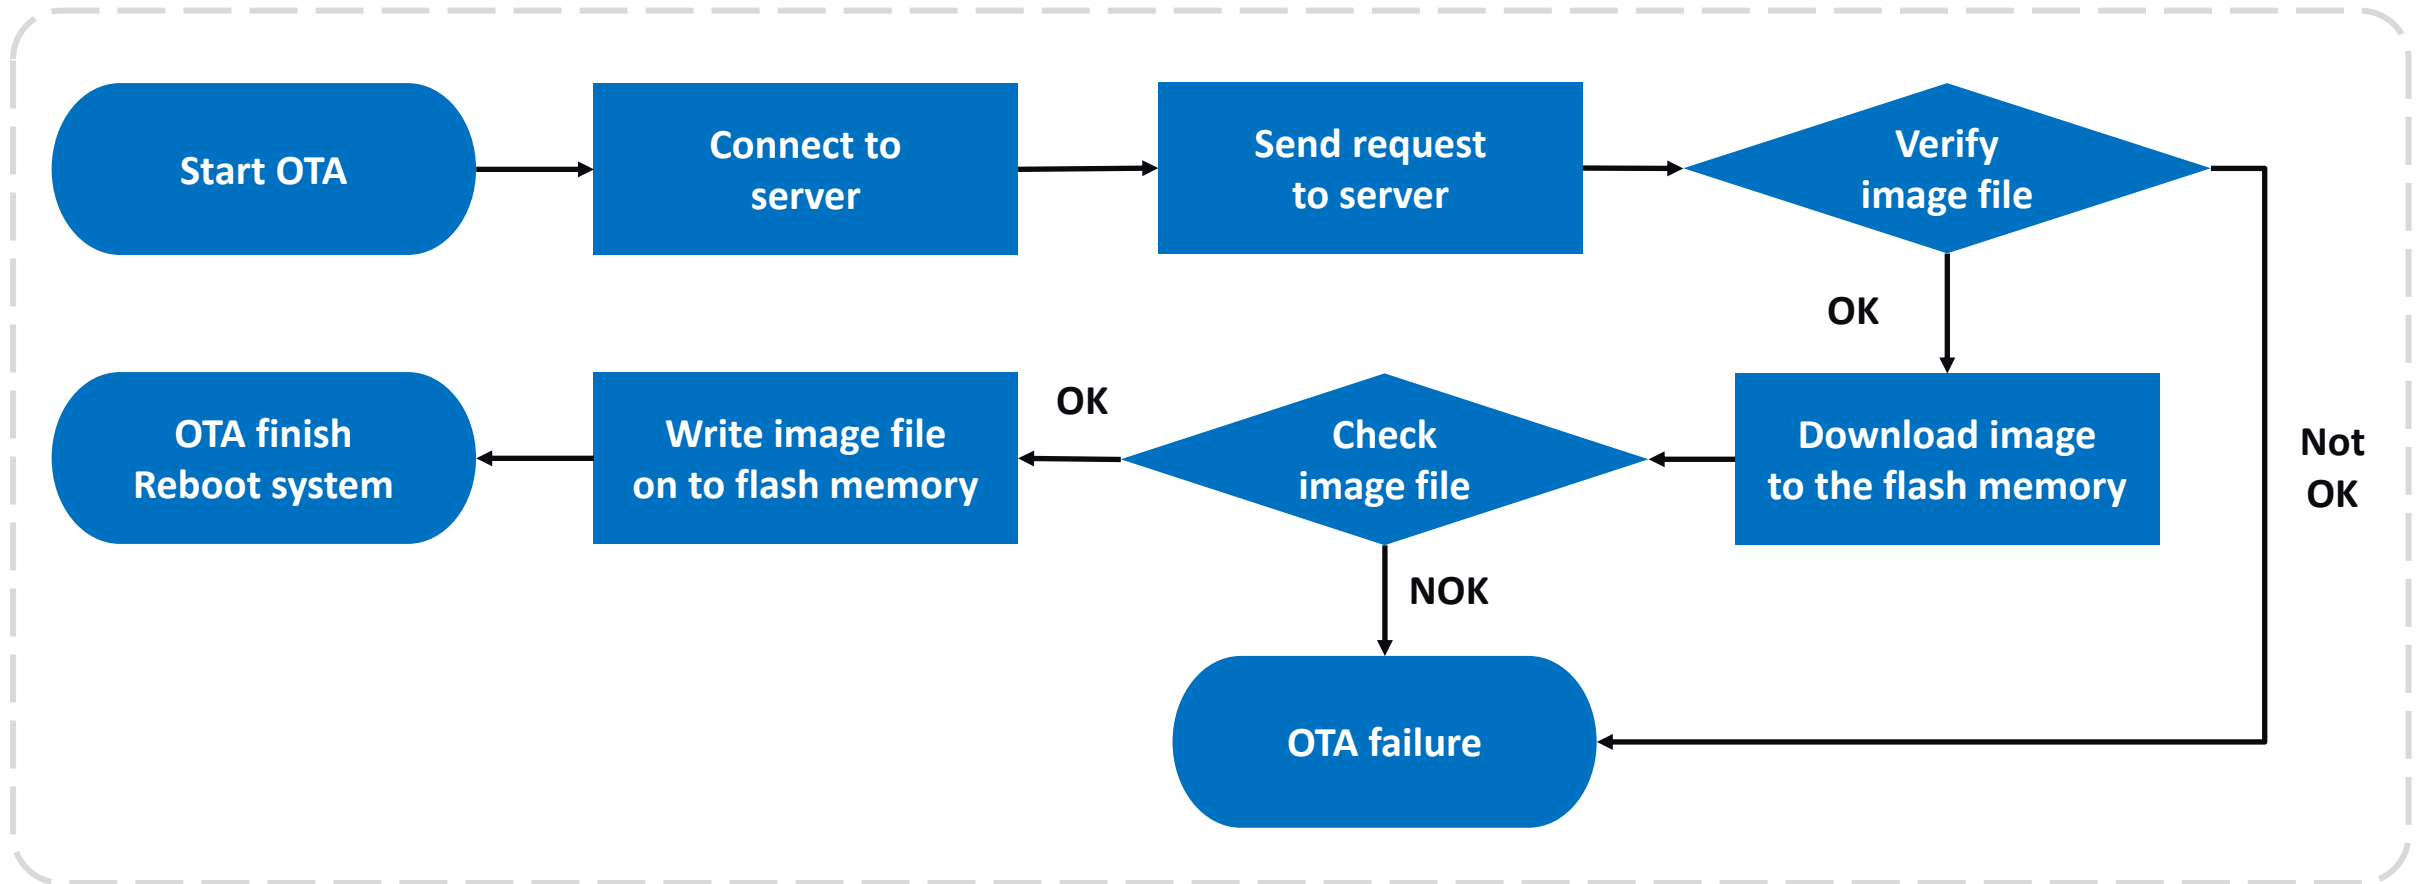 Start OTA
Connect to
server
Send request
to server
Verify
image file
OK
Not
OK
Download image
to the flash memory
Check
image file
OK
NOK
Write image file
on to flash memory
OTA finish
Reboot system
OTA failure